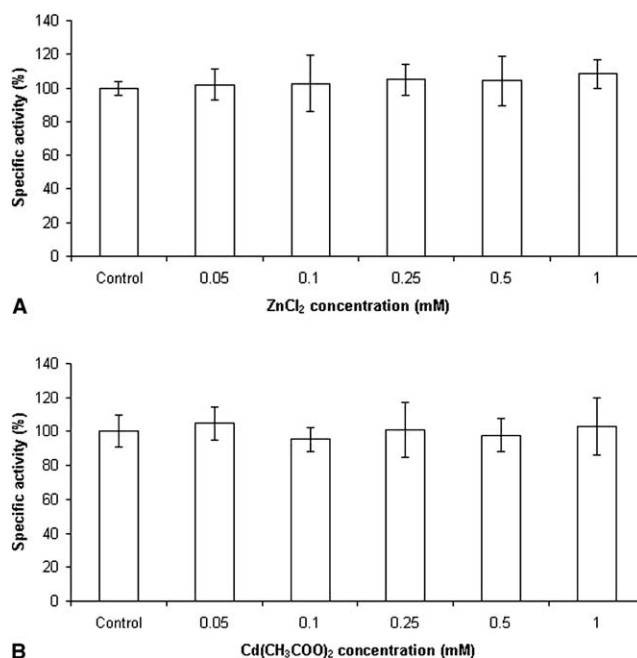 140
120
100
80
60
40
20
0
Specific activity (%)
Control 0.05 0.1 0.25 0.5 1
A
ZnCl₂ concentration (mM)
140
120
100
80
60
40
20
0
Specific activity (%)
Control 0.05 0.1 0.25 0.5 1
B
Cd(CH₃COO)₂ concentration (mM)